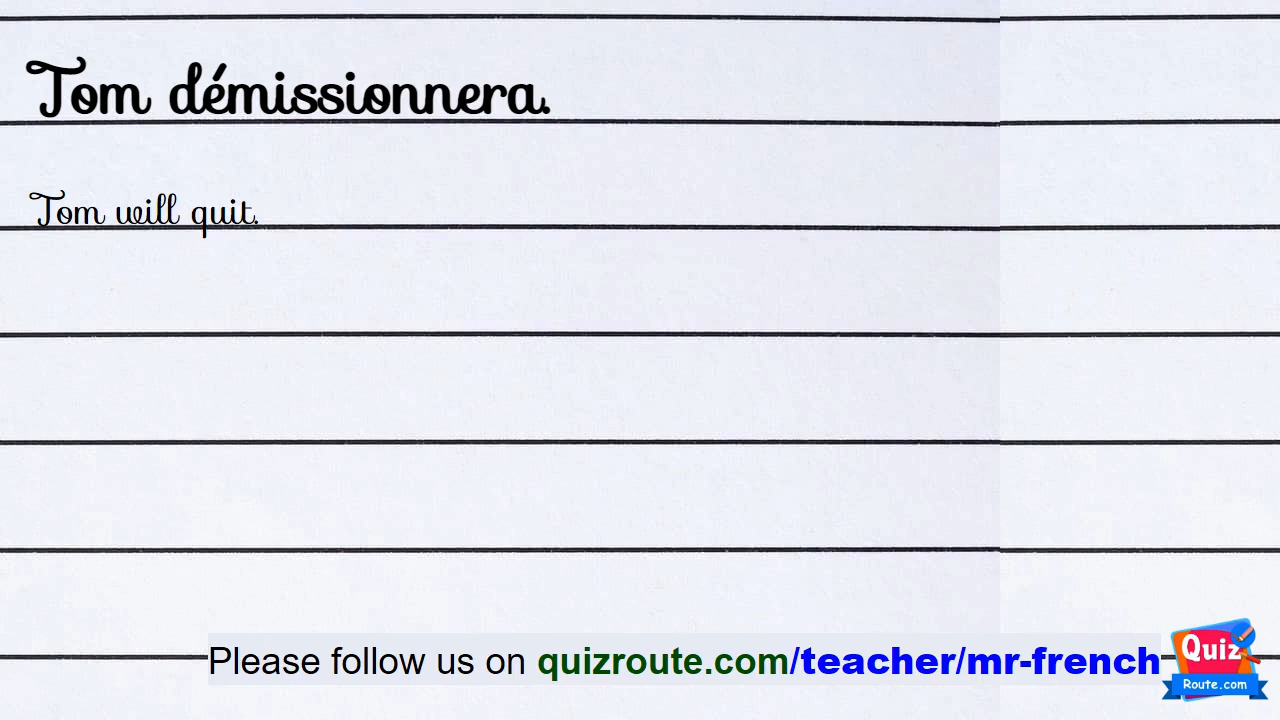 Tom démissionnera.
Tom will quit.
Please follow us on quizroute.com/teacher/mr-french
Quiz
Route.com